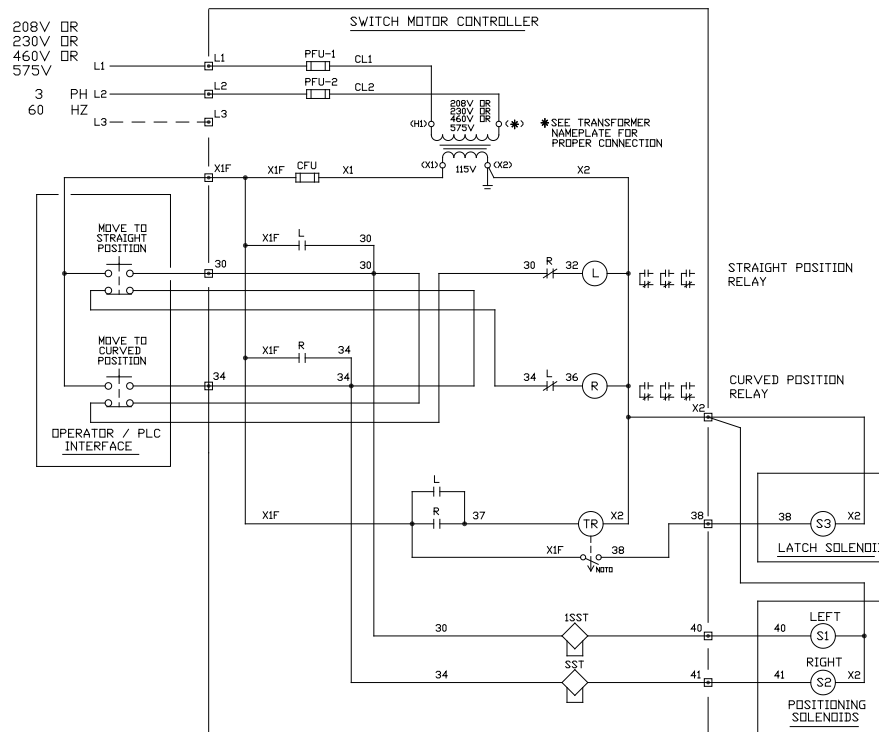 SWITCH MOTOR CONTROLLER
208V OR
230V OR
460V OR
575V
3 PH
60 HZ
L1
L1
PFU-1
CL1
L2
L2
PFU-2
CL2
L3
L3
208V OR
230V OR
460V OR
575V
(H1)
(*)
*SEE TRANSFORMER
NAMEPLATE FOR
PROPER CONNECTION
X1F
X1F
CFU
X1
(X1)
115V
(X2)
X2
MOVE TO
STRAIGHT
POSITION
X1F
L
30
30
30
30
R
32
L
STRAIGHT POSITION
RELAY
MOVE TO
CURVED
POSITION
X1F
R
34
34
34
34
L
36
R
CURVED POSITION
RELAY
X2
OPERATOR / PLC
INTERFACE
L
X1F
R
37
TR
X2
38
38
S3
X2
X1F
38
NOTO
LATCH SOLENOI
1SST
LEFT
30
40
40
S1
SST
RIGHT
34
41
41
S2
X2
POSITIONING
SOLENOIDS